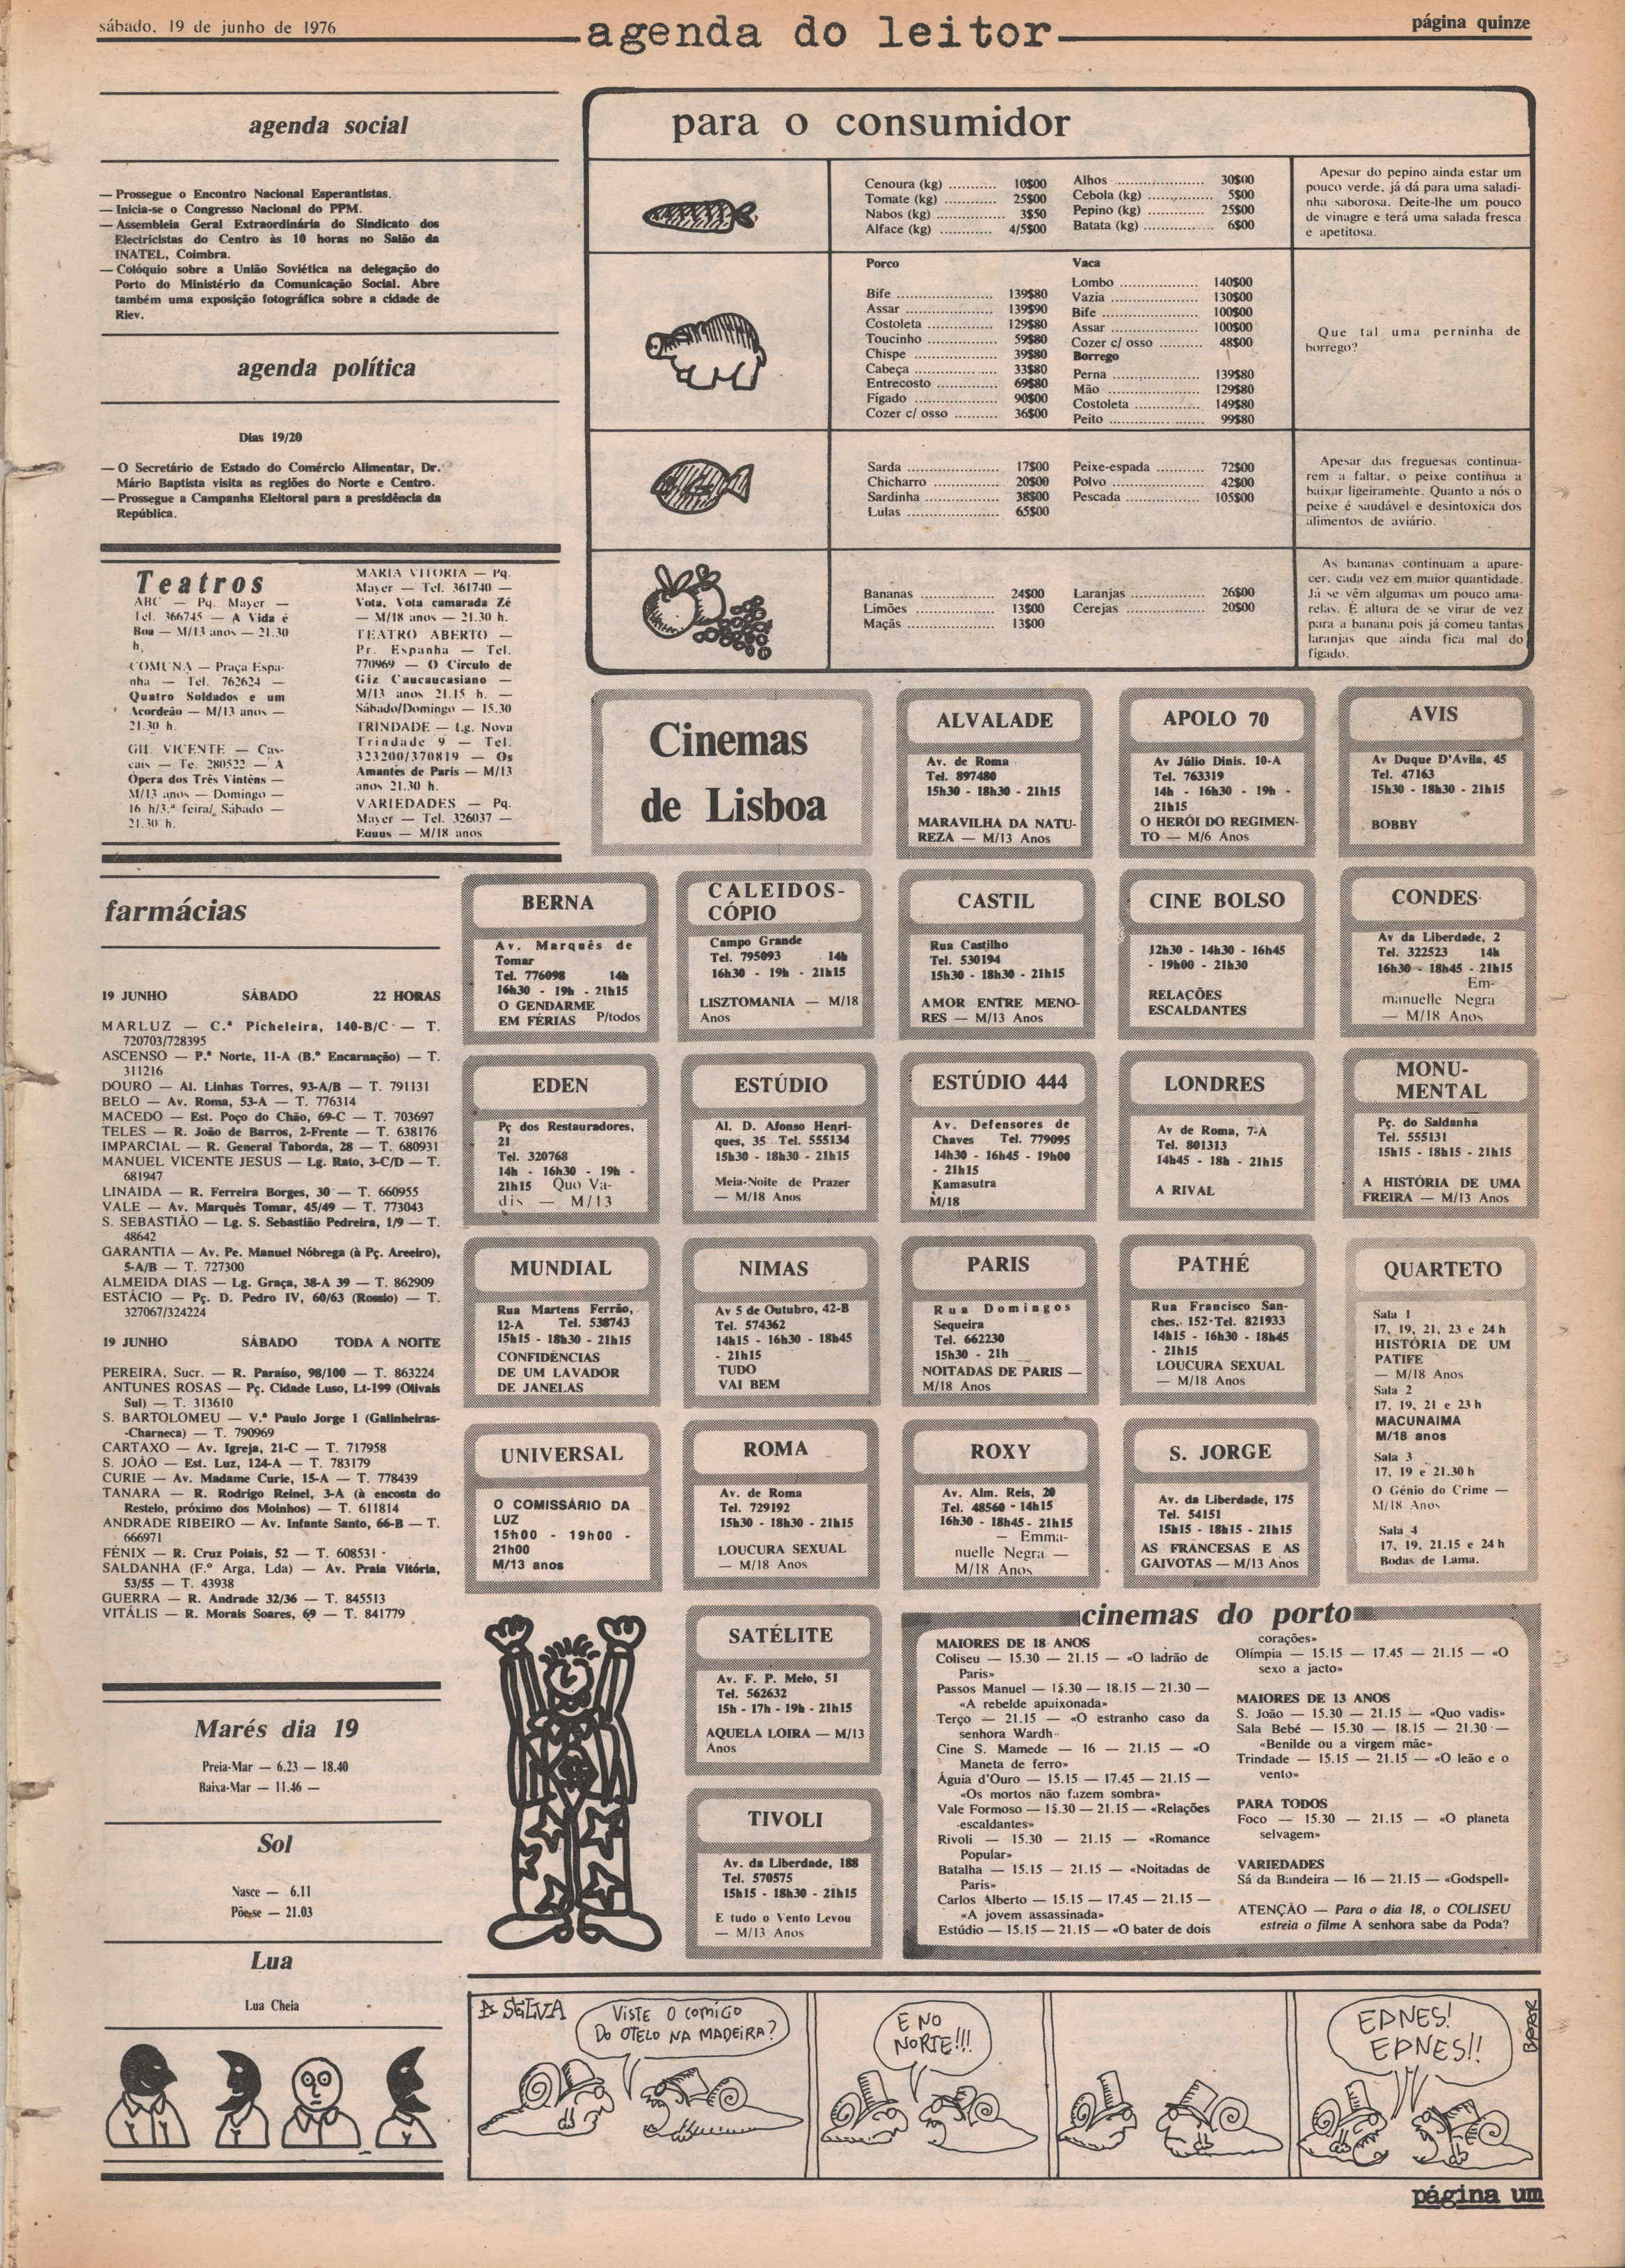 sábado, 19 de junho de 1976
agenda do leitor
página quinze
agenda social
— Prossegue o Encontro Nacional Esperantistas.
— Inicia-se o Congresso Nacional do PPM.
— Assembleia Geral Extraordinária do Sindicato dos
Electricistas do Centro às 10 horas no Salão da
INATEL, Coimbra.
— Colóquio sobre a União Soviética na delegação do
Porto do Ministério da Comunicação Social. Abre
também uma exposição fotográfica sobre a cidade de
Riev.
agenda política
Dias 19/20
— O Secretário de Estado do Comércio Alimentar, Dr.
Mário Baptista visita as regiões do Norte e Centro.
— Prossegue a Campanha Eleitoral para a presidência da
República.
para o consumidor
Cenoura (kg) .......... 10$00
Tomate (kg) ........... 25$00
Nabos (kg) .............. 3$50
Alface (kg) ........... 4/5$00
Alhos ................... 30$00
Cebola (kg) .............. 5$00
Pepino (kg) ............ 25$00
Batata (kg) ............... 6$00
Apesar do pepino ainda estar um
pouco verde, já dá para uma saladi-
nha saborosa. Deite-lhe um pouco
de vinagre e terá uma salada fresca
e apetitosa.
Porco
Bife ..................... 139$80
Assar ................... 139$90
Costoleta .............. 129$80
Toucinho ............... 59$80
Chispe .................. 39$80
Cabeça .................. 33$80
Entrecosto ............. 69$80
Fígado .................. 90$00
Cozer c/ osso .......... 36$00
Vaca
Lombo ................. 140$00
Vazia ................... 130$00
Bife ..................... 100$00
Assar ................... 100$00
Cozer c/ osso ......... 48$00
Borrego
Perna ................... 139$80
Mão .................... 129$80
Costoleta .............. 149$80
Peito ..................... 99$80
Que tal uma perninha de
borrego?
Sarda .................... 17$00
Chicharro .............. 20$00
Sardinha ................ 38$00
Lulas .................... 65$00
Peixe-espada .......... 72$00
Polvo .................... 42$00
Pescada ................ 105$00
Apesar das freguesas continua-
rem a faltar, o peixe continua a
baixar ligeiramente. Quanto a nós o
peixe é saudável e desintoxica dos
alimentos de aviário.
Bananas ................ 24$00
Limões ................. 13$00
Maçãs ................... 13$00
Laranjas ................ 26$00
Cerejas ................. 20$00
As bananas continuam a apare-
cer, cada vez em maior quantidade.
Já se vêm algumas um pouco ama-
relas. É altura de se virar de vez
para a banana pois já comeu tantas
laranjas que ainda fica mal do
fígado.
Teatros
ABC — Pq. Mayer —
Tel. 366745 — A Vida é
Boa — M/13 anos — 21.30
h.
COMUNA — Praça Espa-
nha — Tel. 762624 —
Quatro Soldados e um
Acordeão — M/13 anos —
21.30 h.
GIL VICENTE — Cas-
cais — Te. 280522 — A
Ópera dos Três Vinténs —
M/13 anos — Domingo —
16 h/3.ª feira/ Sábado —
21.30 h.
MARIA VITÓRIA — Pq.
Mayer — Tel. 361740 —
Vota, Vota camarada Zé
— M/18 anos — 21.30 h.
TEATRO ABERTO —
Pr. Espanha — Tel.
770969 — O Círculo de
Giz Caucaucasiano —
M/13 anos 21.15 h. —
Sábado/Domingo — 15.30
TRINDADE — Lg. Nova
Trindade 9 — Tel.
323200/370819 — Os
Amantes de Paris — M/13
anos 21.30 h.
VARIEDADES — Pq.
Mayer — Tel. 326037 —
Equus — M/18 anos
Cinemas
de Lisboa
ALVALADE
Av. de Roma
Tel. 897480
15h30 - 18h30 - 21h15
MARAVILHA DA NATU-
REZA — M/13 Anos
APOLO 70
Av Júlio Dinis. 10-A
Tel. 763319
14h - 16h30 - 19h -
21h15
O HERÓI DO REGIMEN-
TO — M/6 Anos
AVIS
Av Duque D'Avila, 45
Tel. 47163
15h30 - 18h30 - 21h15
BOBBY
farmácias
19 JUNHO SÁBADO 22 HORAS
MARLUZ — C.ª Picheleira, 140-B/C — T.
720703/728395
ASCENSO — P.ª Norte, 11-A (B.º Encarnação) — T.
311216
DOURO — Al. Linhas Torres, 93-A/B — T. 791131
BELO — Av. Roma, 53-A — T. 776314
MACEDO — Est. Poço do Chão, 69-C — T. 703697
TELES — R. João de Barros, 2-Frente — T. 638176
IMPARCIAL — R. General Taborda, 28 — T. 680931
MANUEL VICENTE JESUS — Lg. Rato, 3-C/D — T.
681947
LINAIDA — R. Ferreira Borges, 30 — T. 660955
VALE — Av. Marquês Tomar, 45/49 — T. 773043
S. SEBASTIÃO — Lg. S. Sebastião Pedreira, 1/9 — T.
48642
GARANTIA — Av. Pe. Manuel Nóbrega (à Pç. Areeiro),
5-A/B — T. 727300
ALMEIDA DIAS — Lg. Graça, 38-A 39 — T. 862909
ESTÁCIO — Pç. D. Pedro IV, 60/63 (Rossio) — T.
327067/324224
19 JUNHO SÁBADO TODA A NOITE
PEREIRA, Sucr. — R. Paraíso, 98/100 — T. 863224
ANTUNES ROSAS — Pç. Cidade Luso, Lt-199 (Olivais
Sul) — T. 313610
S. BARTOLOMEU — V.ª Paulo Jorge 1 (Galinheiras-
-Charneca) — T. 790969
CARTAXO — Av. Igreja, 21-C — T. 717958
S. JOÃO — Est. Luz, 124-A — T. 783179
CURIE — Av. Madame Curie, 15-A — T. 778439
TANARA — R. Rodrigo Reinel, 3-A (à encosta do
Restelo, próximo dos Moinhos) — T. 611814
ANDRADE RIBEIRO — Av. Infante Santo, 66-B — T.
666971
FÉNIX — R. Cruz Poiais, 52 — T. 608531
SALDANHA (F.º Arga, Lda) — Av. Praia Vitória,
53/55 — T. 43938
GUERRA — R. Andrade 32/36 — T. 845513
VITÁLIS — R. Morais Soares, 69 — T. 841779
BERNA
Av. Marquês de
Tomar
Tel. 776098 14h
16h30 - 19h - 21h15
O GENDARME
EM FÉRIAS P/todos
CALEIDOS-
CÓPIO
Campo Grande
Tel. 795093 14h
16h30 - 19h - 21h15
LISZTOMANIA — M/18
Anos
CASTIL
Rua Castilho
Tel. 530194
15h30 - 18h30 - 21h15
AMOR ENTRE MENO-
RES — M/13 Anos
CINE BOLSO
12h30 - 14h30 - 16h45
- 19h00 - 21h30
RELAÇÕES
ESCALDANTES
CONDES
Av da Liberdade, 2
Tel. 322523 14h
16h30 - 18h45 - 21h15
Em-
manuelle Negra
— M/18 Anos
EDEN
Pç dos Restauradores,
21
Tel. 320768
14h - 16h30 - 19h -
21h15 Quo Va-
dis — M/13
ESTÚDIO
Al. D. Afonso Henri-
ques, 35 Tel. 555134
15h30 - 18h30 - 21h15
Meia-Noite de Prazer
— M/18 Anos
ESTÚDIO 444
Av. Defensores de
Chaves Tel. 779095
14h30 - 16h45 - 19h00
- 21h15
Kamasutra
M/18
LONDRES
Av de Roma, 7-A
Tel. 801313
14h45 - 18h - 21h15
A RIVAL
MONU-
MENTAL
Pç. do Saldanha
Tel. 555131
15h15 - 18h15 - 21h15
A HISTÓRIA DE UMA
FREIRA — M/13 Anos
MUNDIAL
Rua Martens Ferrão,
12-A Tel. 538743
15h15 - 18h30 - 21h15
CONFIDÊNCIAS
DE UM LAVADOR
DE JANELAS
NIMAS
Av 5 de Outubro, 42-B
Tel. 574362
14h15 - 16h30 - 18h45
- 21h15
TUDO
VAI BEM
PARIS
Rua Domingos
Sequeira
Tel. 662230
15h30 - 21h
NOITADAS DE PARIS —
M/18 Anos
PATHÉ
Rua Francisco San-
ches, 152-Tel. 821933
14h15 - 16h30 - 18h45
- 21h15
LOUCURA SEXUAL
— M/18 Anos
QUARTETO
Sala 1
17, 19, 21, 23 e 24 h
HISTÓRIA DE UM
PATIFE
— M/18 Anos
Sala 2
17, 19, 21 e 23 h
MACUNAIMA
M/18 anos
Sala 3
17, 19 e 21.30 h
O Génio do Crime —
M/18 Anos
Sala 4
17, 19, 21.15 e 24 h
Bodas de Lama.
UNIVERSAL
O COMISSÁRIO DA
LUZ
15h00 - 19h00 -
21h00
M/13 anos
ROMA
Av. de Roma
Tel. 729192
15h30 - 18h30 - 21h15
LOUCURA SEXUAL
— M/18 Anos
ROXY
Av. Alm. Reis, 20
Tel. 48560 - 14h15
16h30 - 18h45- 21h15
— Emma-
nuelle Negra —
M/18 Anos
S. JORGE
Av. da Liberdade, 175
Tel. 54151
15h15 - 18h15 - 21h15
AS FRANCESAS E AS
GAIVOTAS — M/13 Anos
SATÉLITE
Av. F. P. Melo, 51
Tel. 562632
15h - 17h - 19h - 21h15
AQUELA LOIRA — M/13
Anos
TIVOLI
Av. da Liberdade, 188
Tel. 570575
15h15 - 18h30 - 21h15
E tudo o Vento Levou
— M/13 Anos
cinemas do porto
MAIORES DE 18 ANOS
Coliseu — 15.30 — 21.15 — «O ladrão de
Paris»
Passos Manuel — 15.30 — 18.15 — 21.30 —
«A rebelde apaixonada»
Terço — 21.15 — «O estranho caso da
senhora Wardh»
Cine S. Mamede — 16 — 21.15 — «O
Maneta de ferro»
Águia d'Ouro — 15.15 — 17.45 — 21.15 —
«Os mortos não fazem sombra»
Vale Formoso — 15.30 — 21.15 — «Relações
escaldantes»
Rivoli — 15.30 — 21.15 — «Romance
Popular»
Batalha — 15.15 — 21.15 — «Noitadas de
Paris»
Carlos Alberto — 15.15 — 17.45 — 21.15 —
«A jovem assassinada»
Estúdio — 15.15 — 21.15 — «O bater de dois
corações»
Olímpia — 15.15 — 17.45 — 21.15 — «O
sexo a jacto»
MAIORES DE 13 ANOS
S. João — 15.30 — 21.15 — «Quo vadis»
Sala Bebé — 15.30 — 18.15 — 21.30 —
«Benilde ou a virgem mãe»
Trindade — 15.15 — 21.15 — «O leão e o
vento»
PARA TODOS
Foco — 15.30 — 21.15 — «O planeta
selvagem»
VARIEDADES
Sá da Bandeira — 16 — 21.15 — «Godspell»
ATENÇÃO — Para o dia 18, o COLISEU
estreia o filme A senhora sabe da Poda?
Marés dia 19
Preia-Mar — 6.23 — 18.40
Baixa-Mar — 11.46 —
Sol
Nasce — 6.11
Põe-se — 21.03
Lua
Lua Cheia
A SELVA
VISTE O COMÍCIO
DO OTELO NA MADEIRA?
E NO
NORTE!!!
EPNES!
EPNES!!
página um